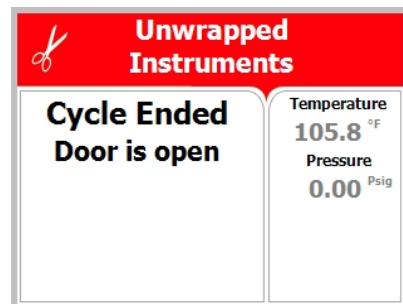 Unwrapped
Instruments
Cycle Ended
Door is open
Temperature
105.8 °F
Pressure
0.00 Psig